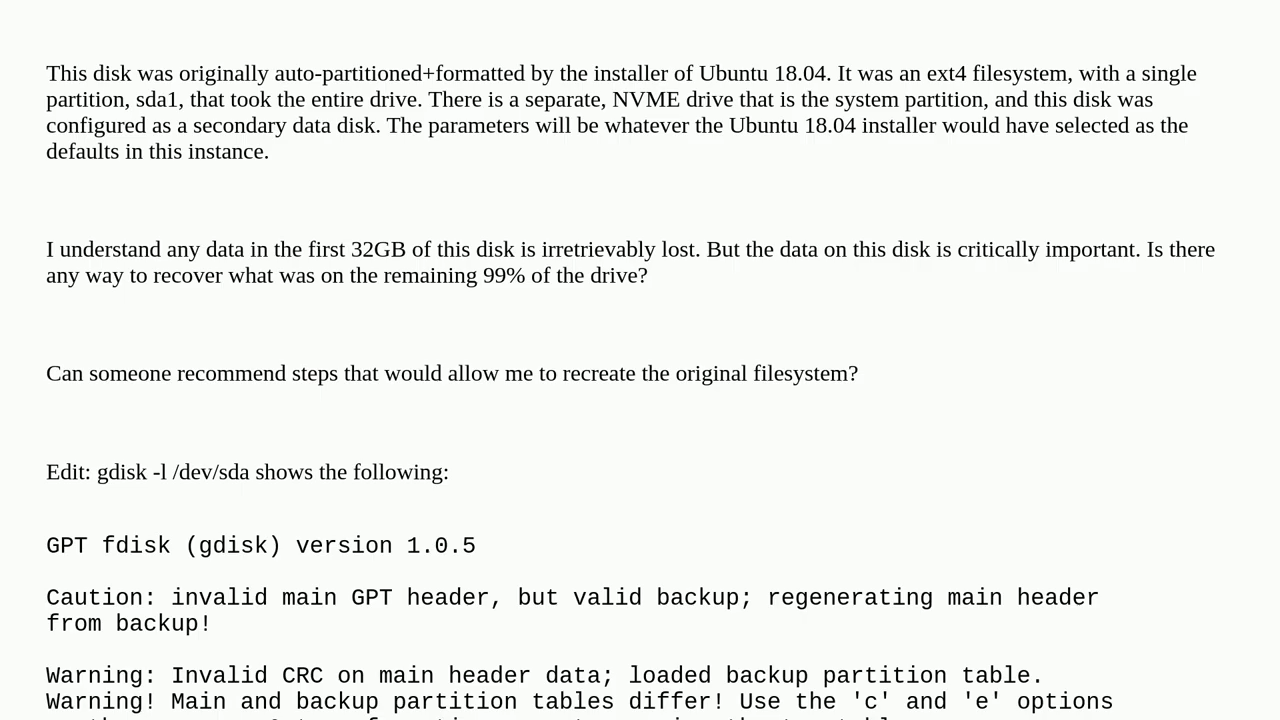 This disk was originally auto-partitioned+formatted by the installer of Ubuntu 18.04. It was an ext4 filesystem, with a single
partition, sda1, that took the entire drive. There is a separate, NVME drive that is the system partition, and this disk was
configured as a secondary data disk. The parameters will be whatever the Ubuntu 18.04 installer would have selected as the
defaults in this instance.
I understand any data in the first 32GB of this disk is irretrievably lost. But the data on this disk is critically important. Is there
any way to recover what was on the remaining 99% of the drive?
Can someone recommend steps that would allow me to recreate the original filesystem?
Edit: gdisk -l /dev/sda shows the following:
GPT fdisk (gdisk) version 1.0.5
Caution: invalid main GPT header, but valid backup; regenerating main header
from backup!
Warning: Invalid CRC on main header data; loaded backup partition table.
Warning! Main and backup partition tables differ! Use the 'c' and 'e' options